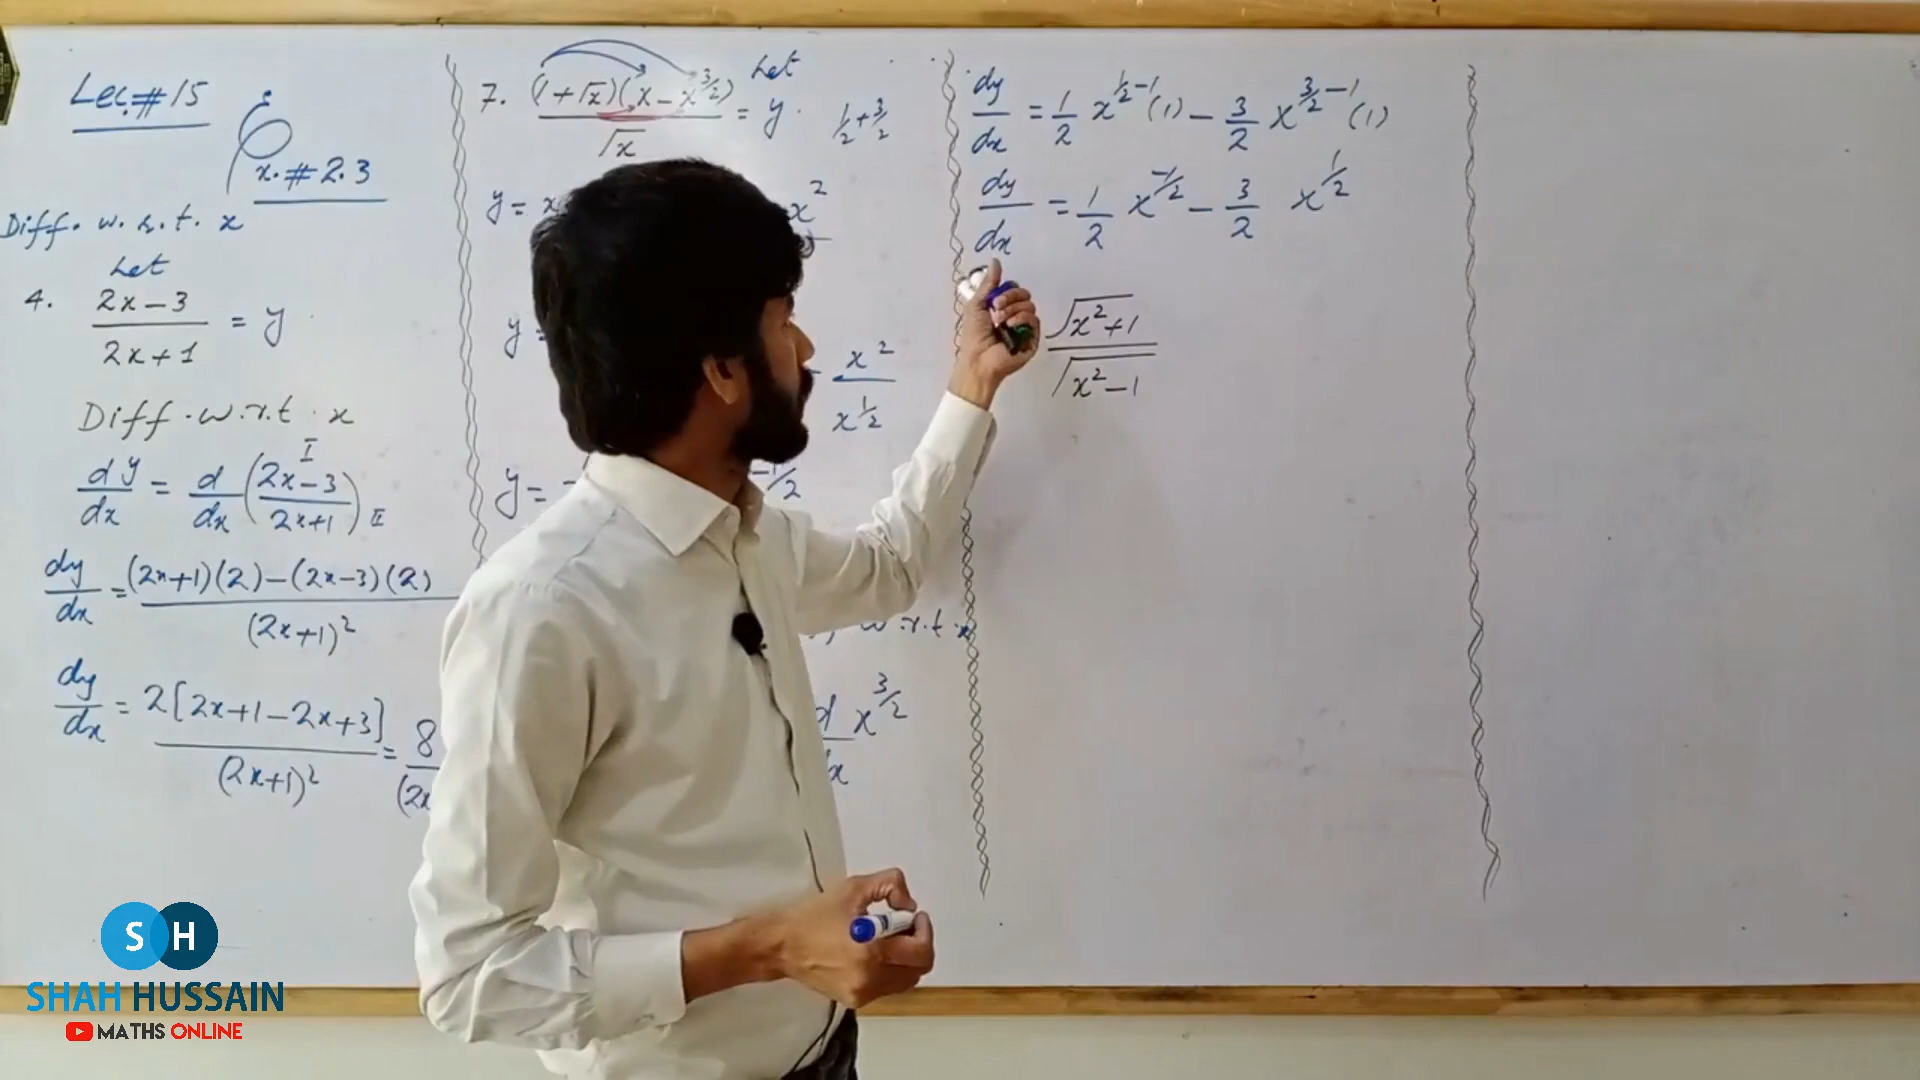 Lec.#15
Ex.#2.3
Diff. w.r.t. x
Let
4. (2x-3)/(2x+1) = y
Diff.w.r.t.x
dy/dx = d/dx ((2x-3)/(2x+1)) I II
dy/dx = ((2x+1)(2)-(2x-3)(2))/(2x+1)²
dy/dx = 2[2x+1-2x+3]/(2x+1)² = 8/(2x
7. (1+√x)(x-x^3/2)/√x = y. Let
1/2+3/2
y = x x²
y = x²/x^1/2
y = -1/2
w.r.t.x
d/dx x^3/2
dy/dx = 1/2 x^1/2-1 (1) - 3/2 x^3/2-1 (1)
dy/dx = 1/2 x^-1/2 - 3/2 x^1/2
√x²+1/√x²-1
SH
SHAH HUSSAIN
MATHS ONLINE